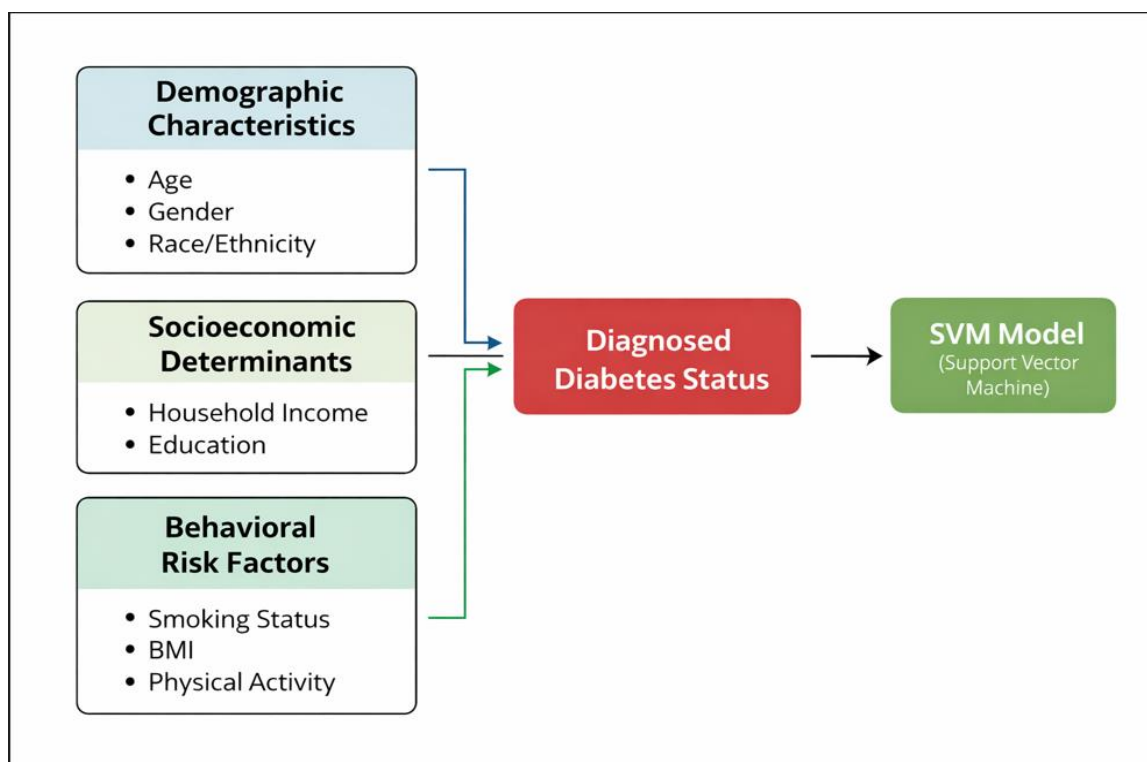 Demographic
Characteristics
• Age
• Gender
• Race/Ethnicity
Socioeconomic
Determinants
• Household Income
• Education
Behavioral
Risk Factors
• Smoking Status
• BMI
• Physical Activity
Diagnosed
Diabetes Status
SVM Model
(Support Vector
Machine)